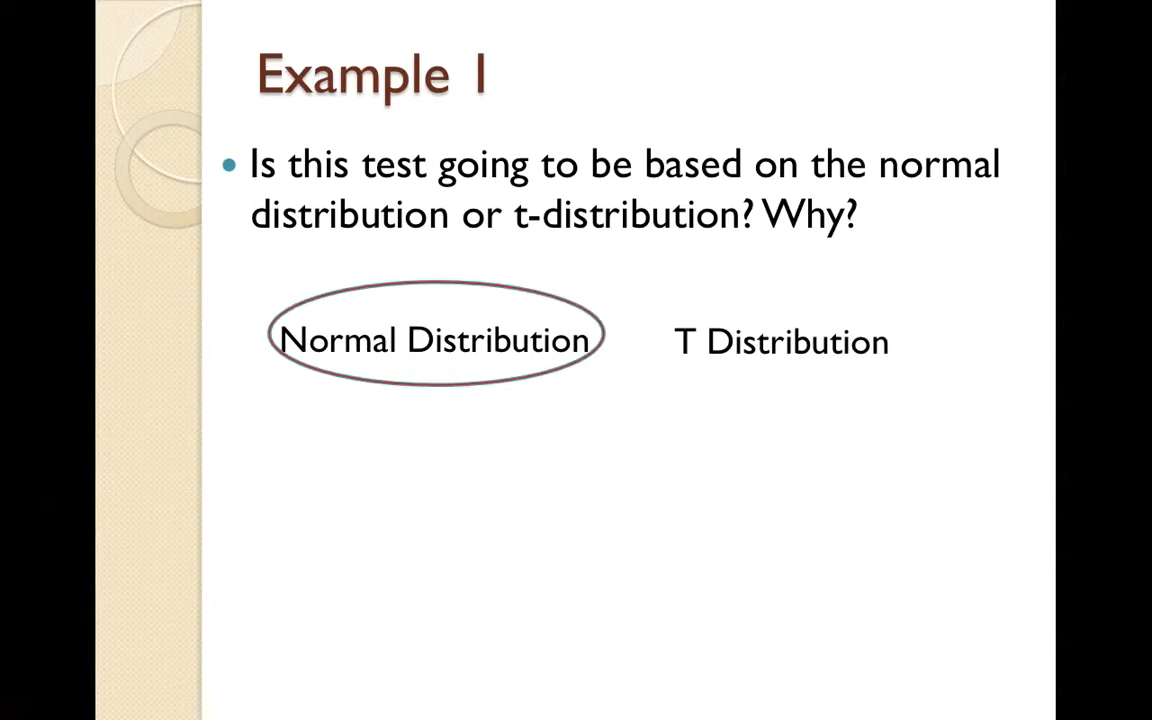 Example 1
Is this test going to be based on the normal
distribution or t-distribution? Why?
Normal Distribution
T Distribution